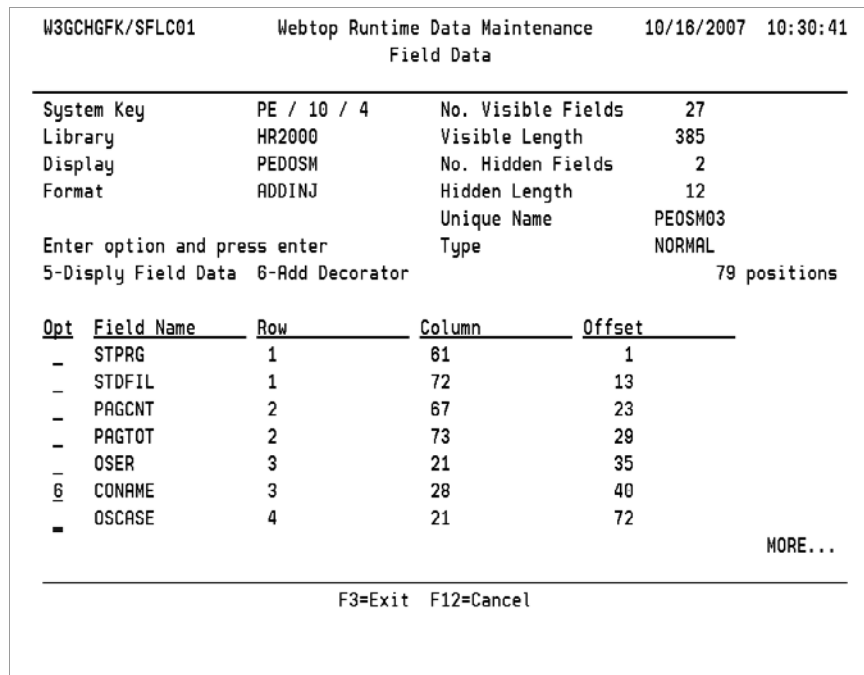 W3GCHGFK/SFLC01 Webtop Runtime Data Maintenance 10/16/2007 10:30:41
Field Data
System Key PE / 10 / 4 No. Visible Fields 27
Library HR2000 Visible Length 385
Display PEDOSM No. Hidden Fields 2
Format ADDINJ Hidden Length 12
Unique Name PEOSM03
Enter option and press enter Type NORMAL
5-Disply Field Data 6-Add Decorator 79 positions
Opt Field Name Row Column Offset
_ STPRG 1 61 1
_ STDFIL 1 72 13
_ PAGCNT 2 67 23
_ PAGTOT 2 73 29
_ OSER 3 21 35
6 CONAME 3 28 40
_ OSCASE 4 21 72
MORE...
F3=Exit F12=Cancel